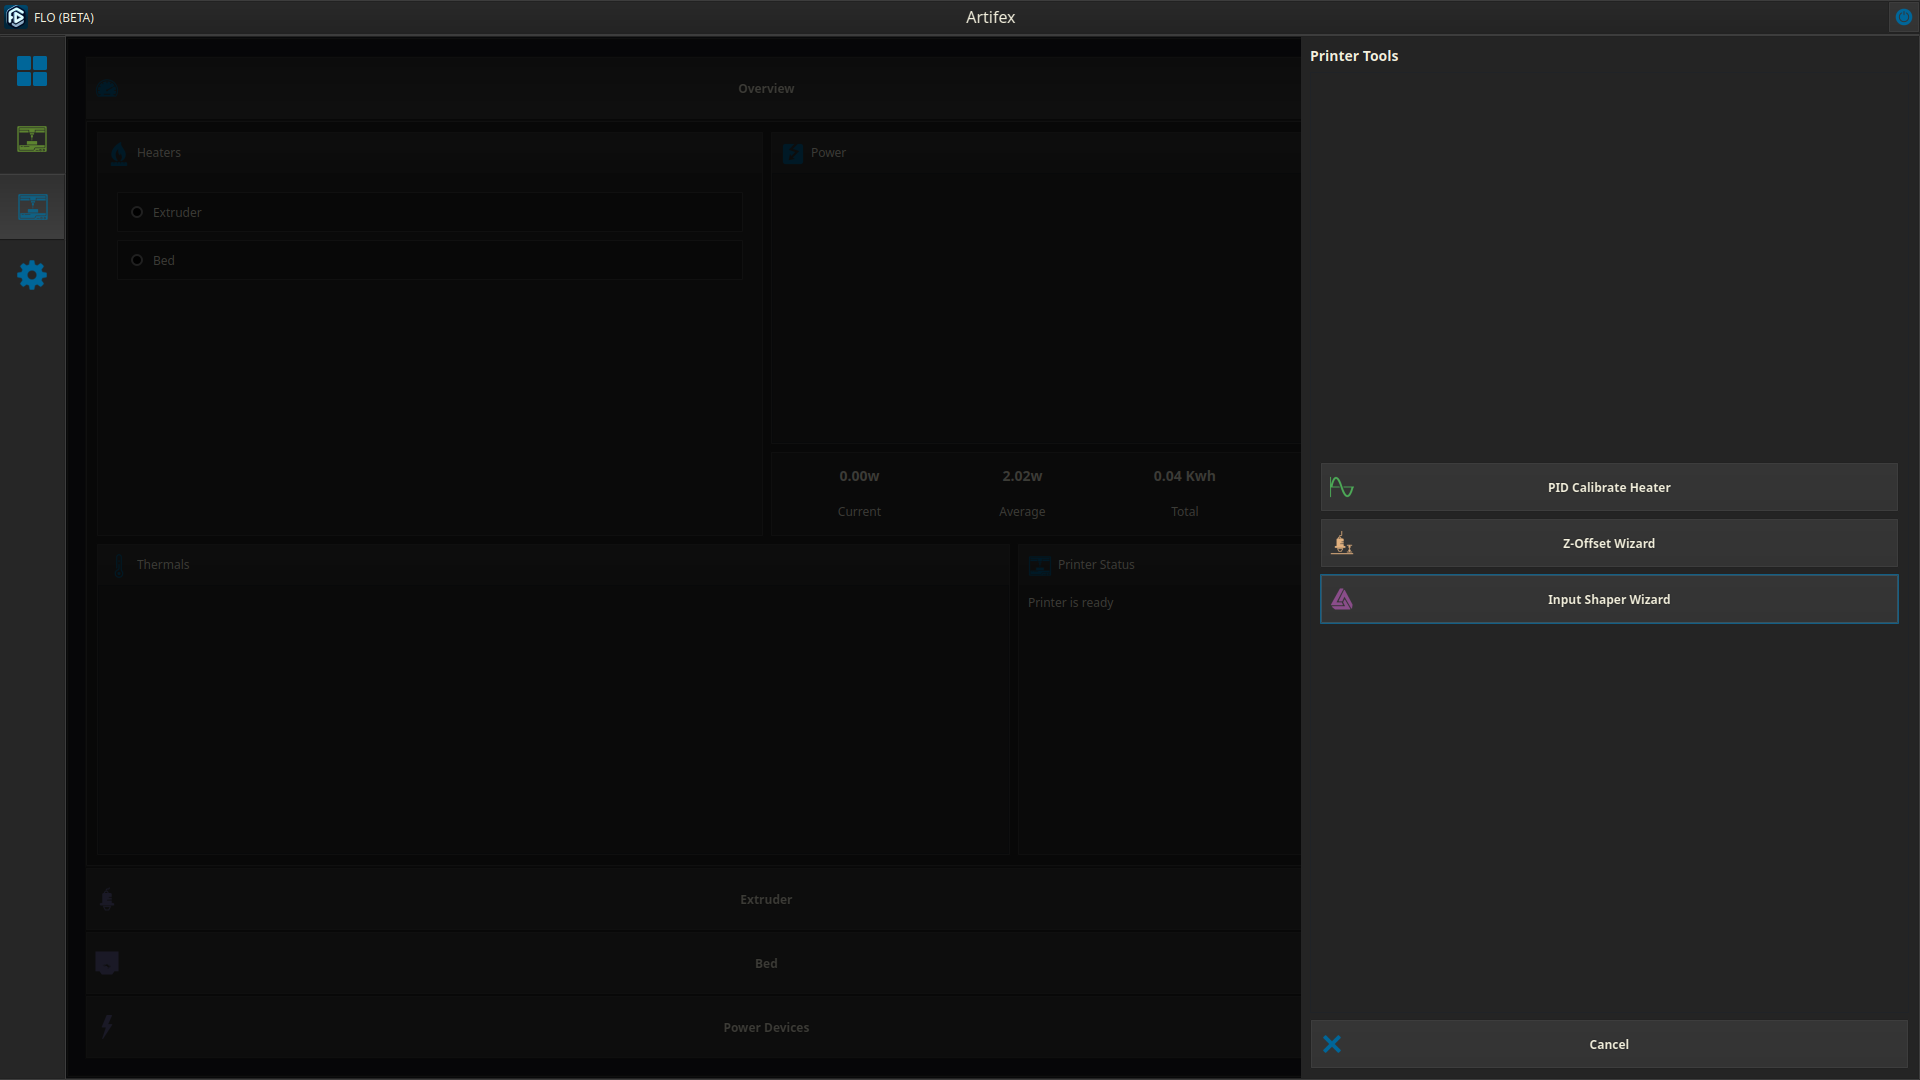 FLO (BETA)
Artifex
Printer Tools
Overview
Heaters
Power
Extruder
Bed
0.00w
2.02w
0.04 Kwh
Current
Average
Total
PID Calibrate Heater
Z-Offset Wizard
Input Shaper Wizard
Thermals
Printer Status
Printer is ready
Extruder
Bed
Power Devices
Cancel